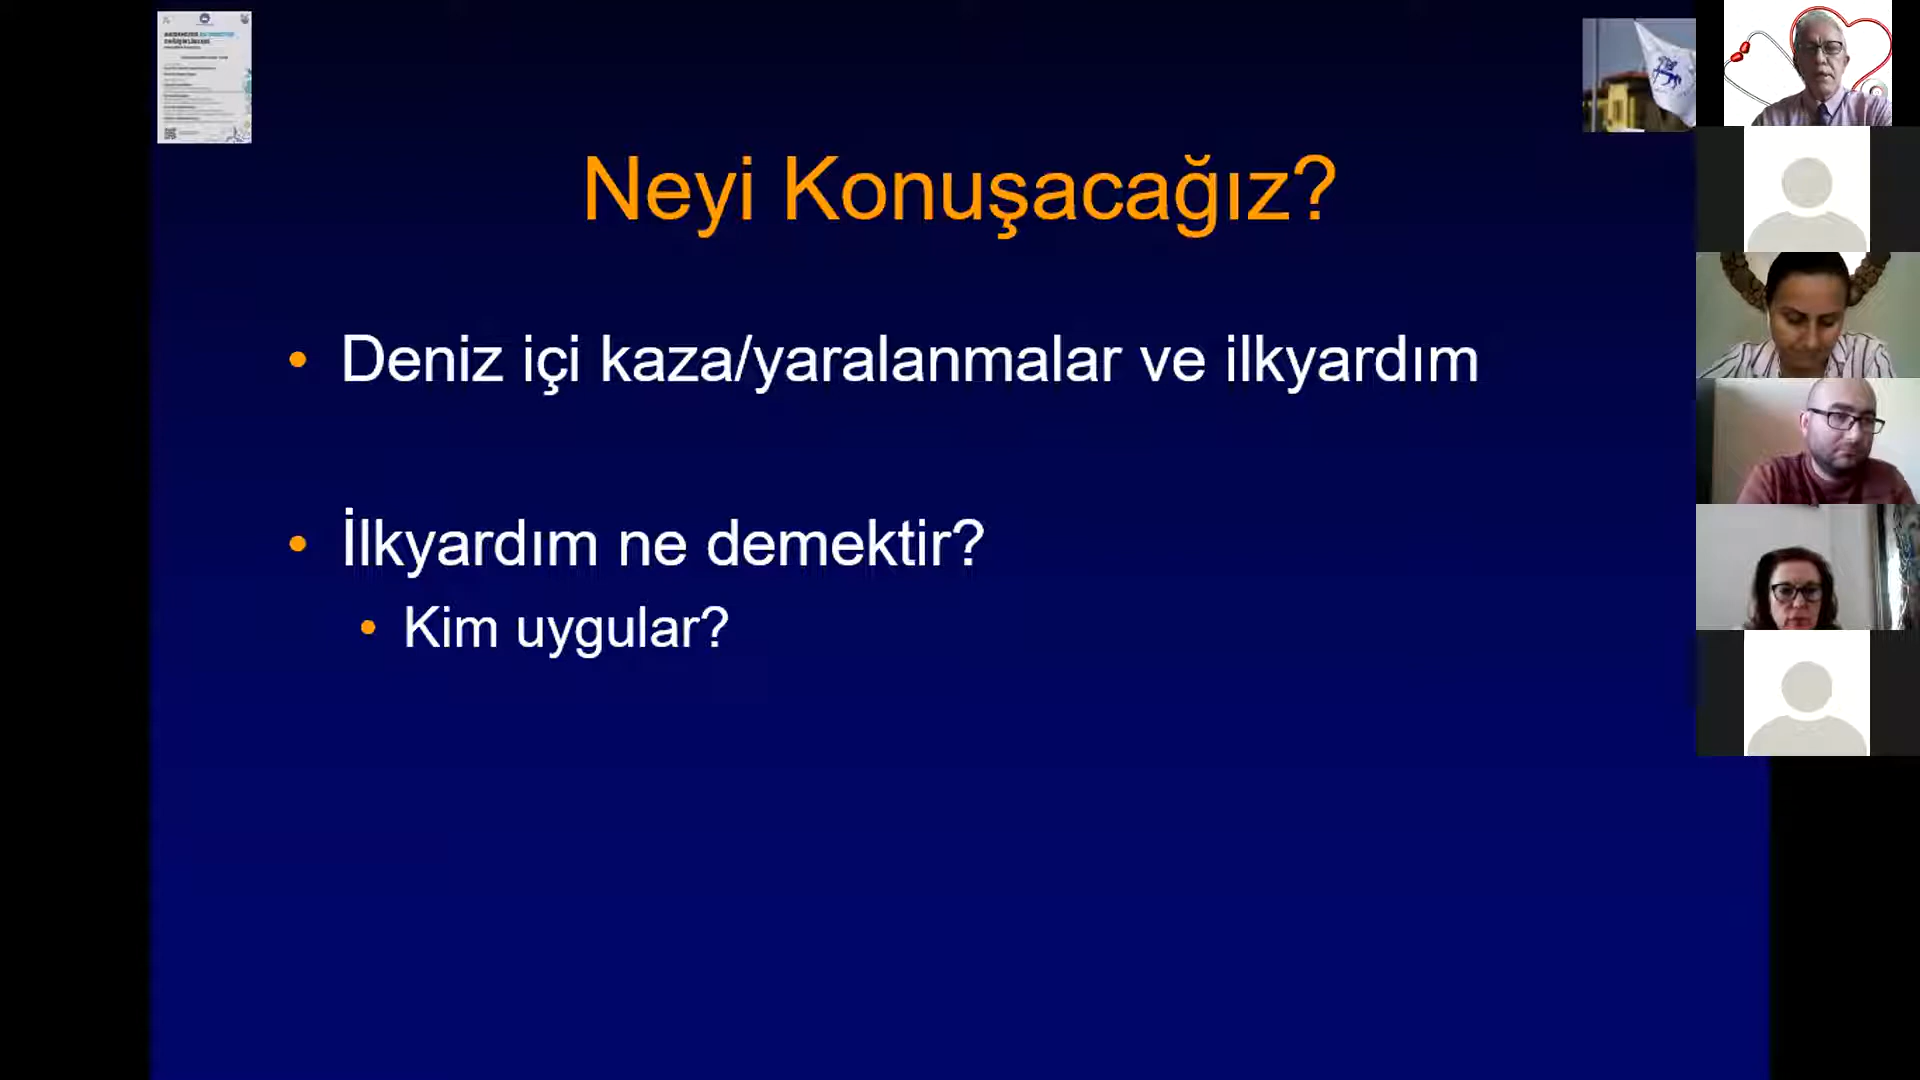 Neyi Konuşacağız?
• Deniz içi kaza/yaralanmalar ve ilkyardım
• İlkyardım ne demektir?
• Kim uygular?